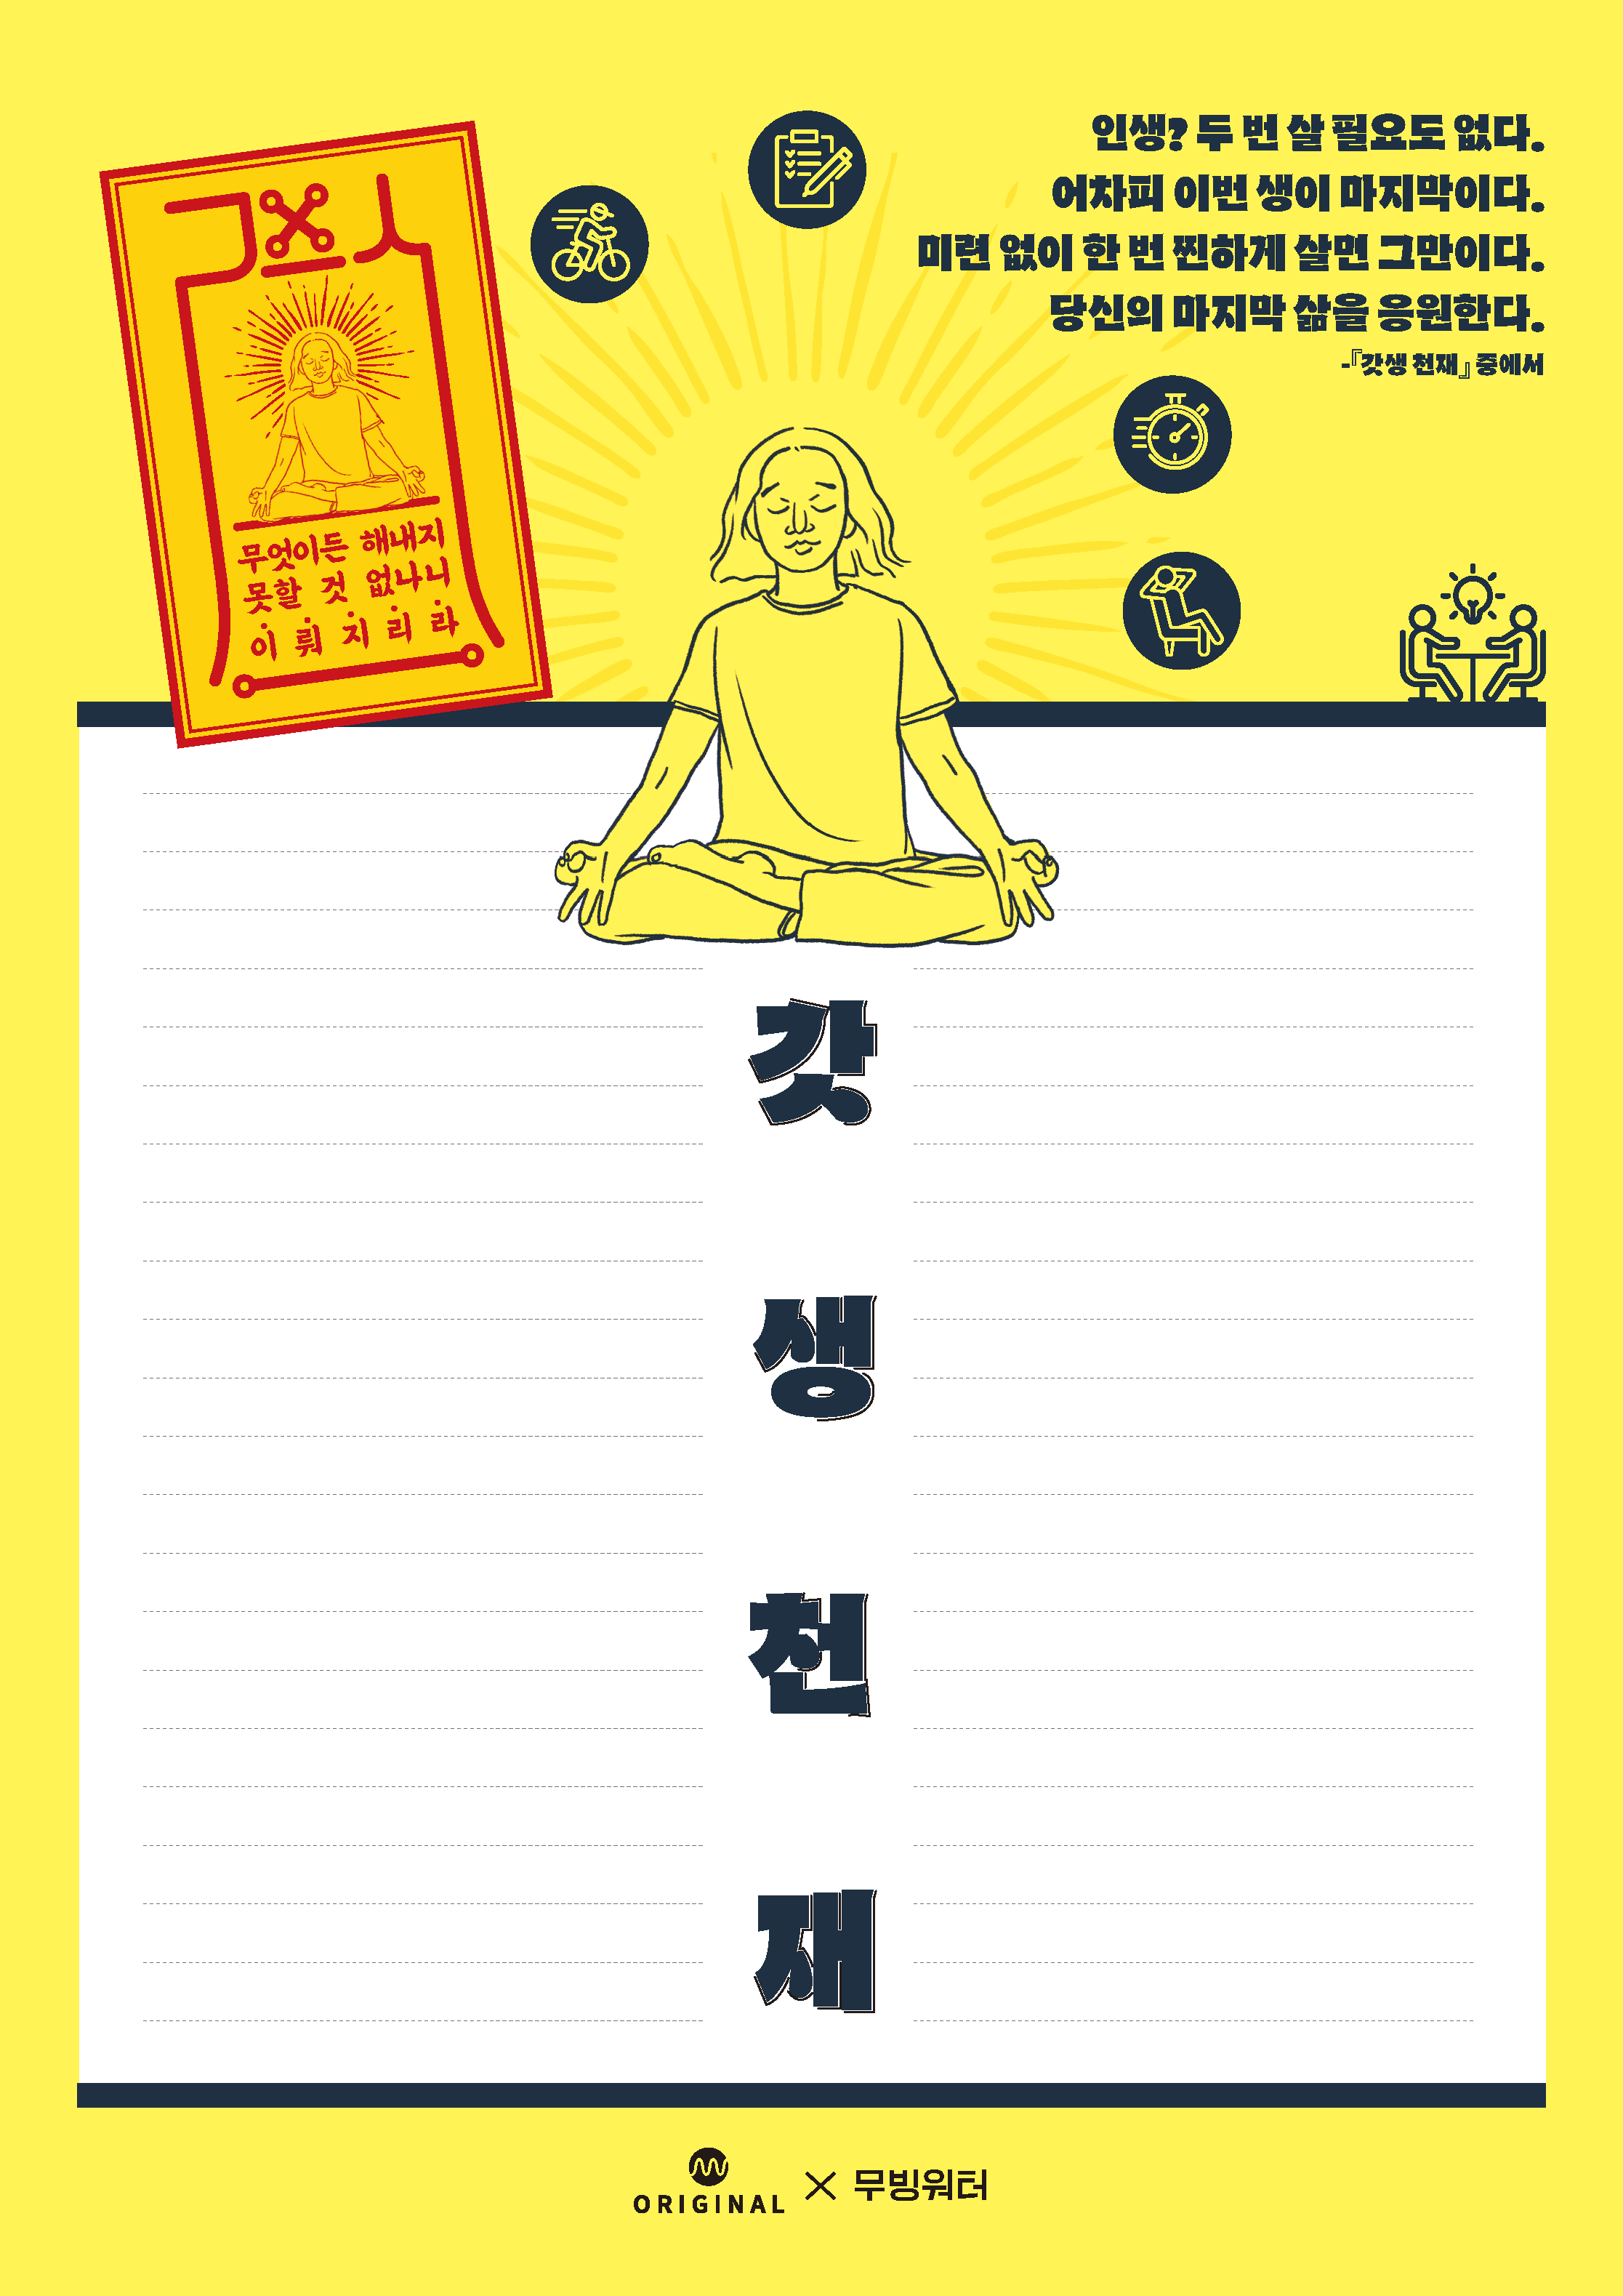 인생? 두 번 살 필요도 없다.
어차피 이번 생이 마지막이다.
미련 없이 한 번 찐하게 살면 그만이다.
당신의 마지막 삶을 응원한다.
-『갓생 천재』 중에서
무엇이든 해내지
못할 것 없나니
이 뤄 지 리 라
갓
생
천
재
ORIGINAL × 무빙워터